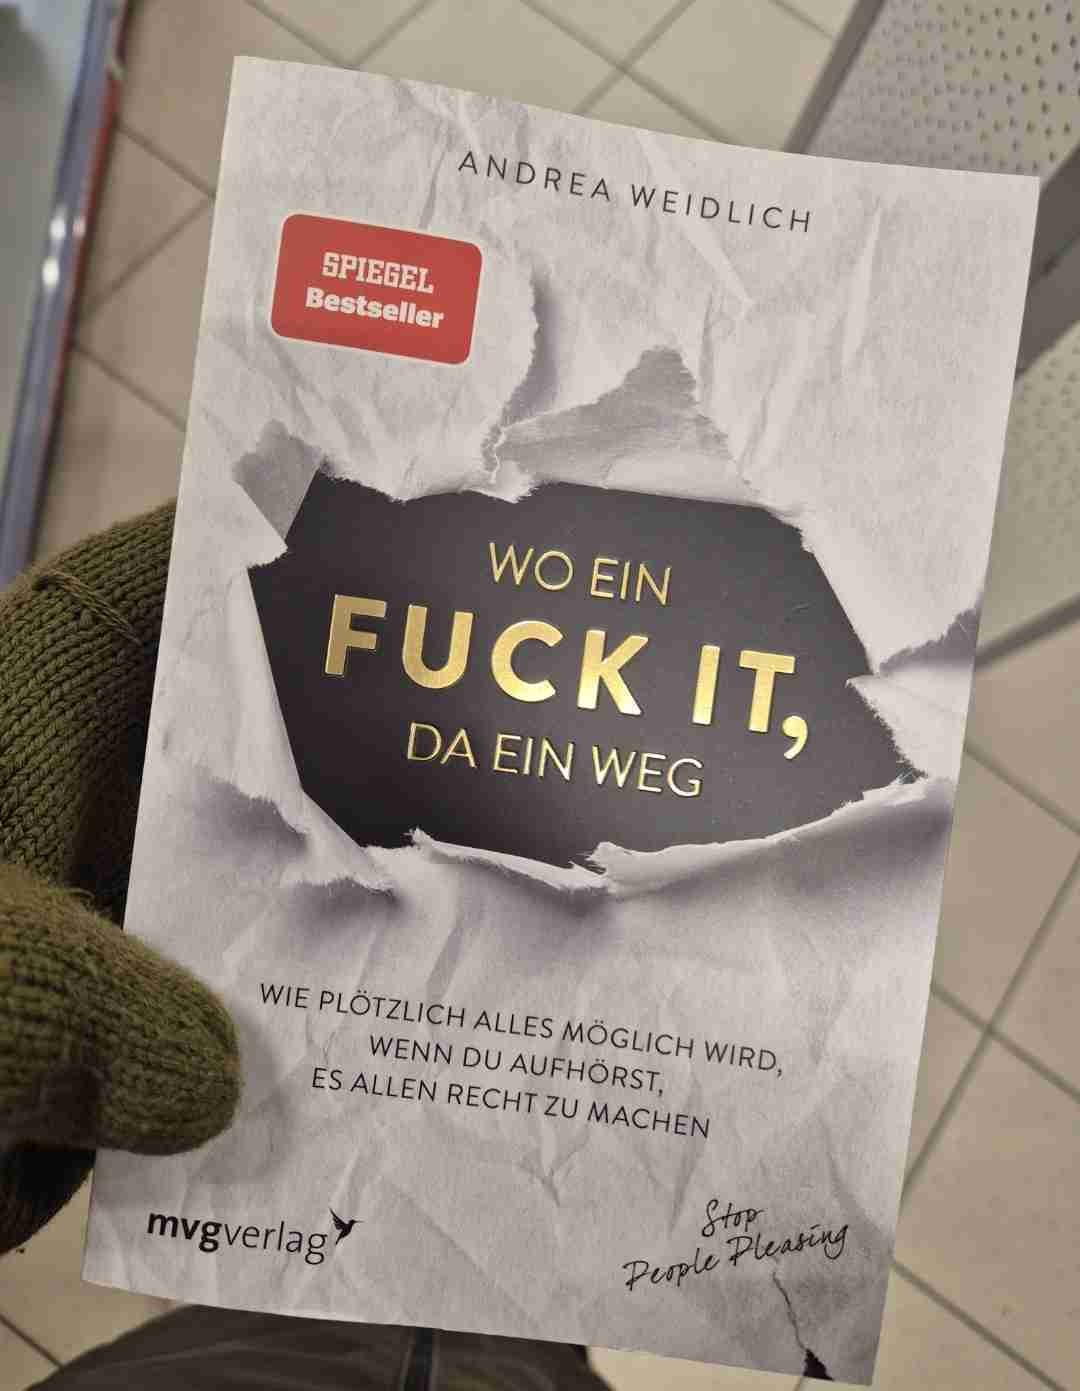 ANDREA WEIDLICH
SPIEGEL
Bestseller
WO EIN
FUCK IT,
DA EIN WEG
WIE PLÖTZLICH ALLES MÖGLICH WIRD,
WENN DU AUFHÖRST,
ES ALLEN RECHT ZU MACHEN
mvgverlag
Stop
People Pleasing